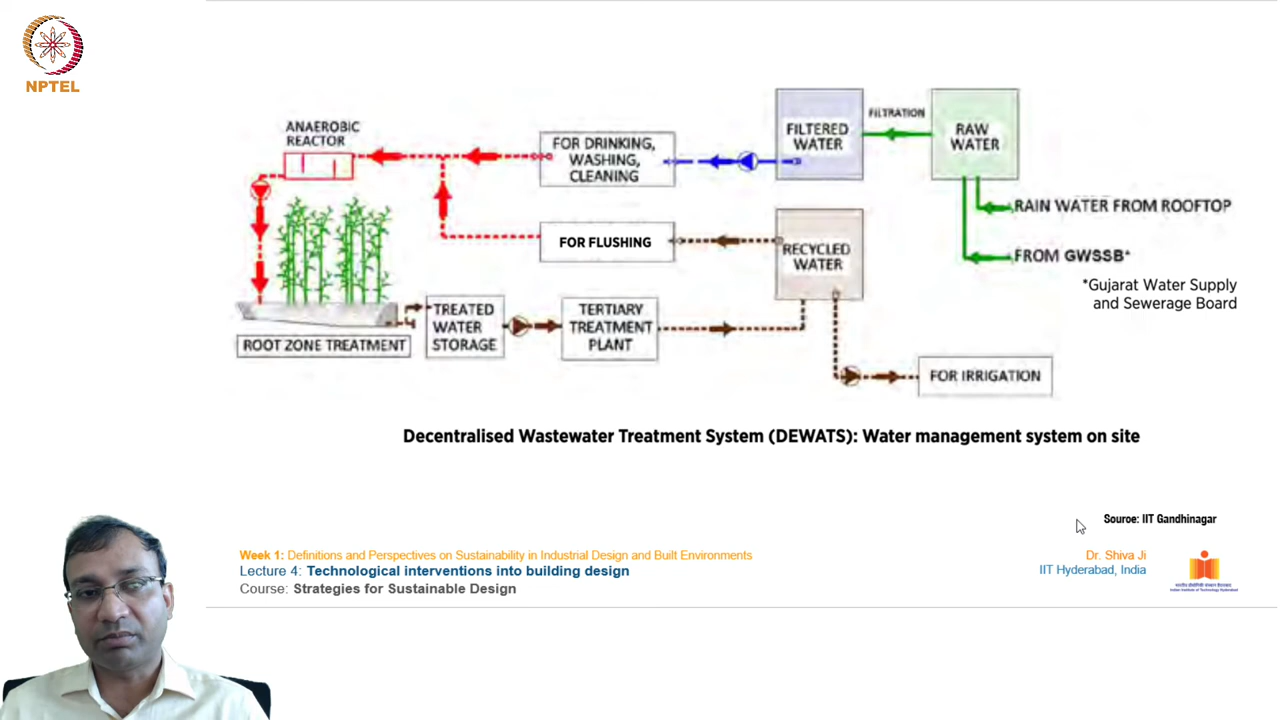 NPTEL
ANAEROBIC
REACTOR
FOR DRINKING,
WASHING,
CLEANING
FILTERED
WATER
FILTRATION
RAW
WATER
RAIN WATER FROM ROOFTOP
FOR FLUSHING
RECYCLED
WATER
FROM GWSSB*
*Gujarat Water Supply
and Sewerage Board
ROOT ZONE TREATMENT
TREATED
WATER
STORAGE
TERTIARY
TREATMENT
PLANT
FOR IRRIGATION
Decentralised Wastewater Treatment System (DEWATS): Water management system on site
Souroe: IIT Gandhinagar
Week 1: Definitions and Perspectives on Sustainability in Industrial Design and Built Environments
Lecture 4: Technological interventions into building design
Course: Strategies for Sustainable Design
Dr. Shiva Ji
IIT Hyderabad, India